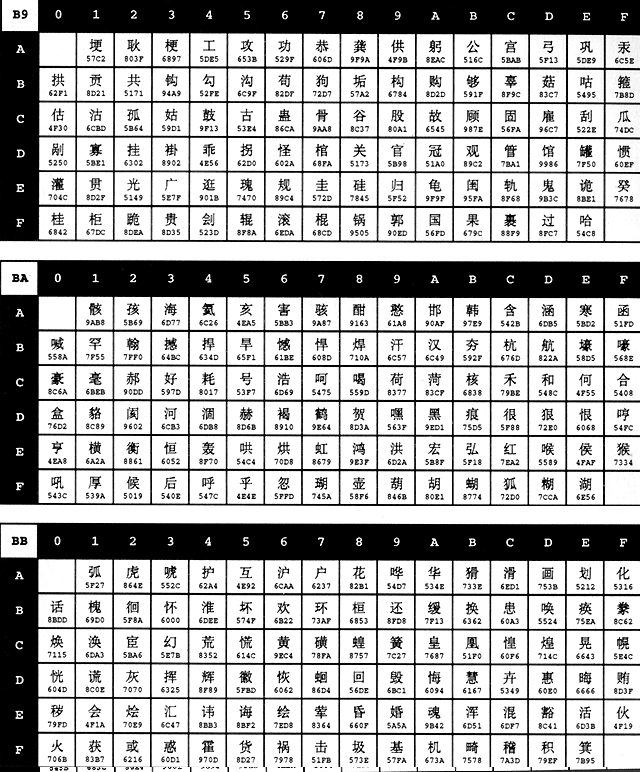 B9 0 1 2 3 4 5 6 7 8 9 A B C D E F
A 埂 耿 梗 工 攻 功 恭 龚 供 躬 公 宫 弓 巩 汞
57C2 803F 6897 5DE5 653B 529F 606D 9F9A 4F9B 8EAC 516C 5BAB 5F13 5DE9 6C5E
B 拱 贡 共 钩 勾 沟 苟 狗 垢 构 购 够 辜 菇 咕 箍
62F1 8D21 5171 94A9 52FE 6C9F 82DF 72D7 57A2 6784 8D2D 591F 8F9C 83C7 5495 7B8D
C 估 沽 孤 姑 鼓 古 蛊 骨 谷 股 故 顾 固 雇 刮 瓜
4F30 6CBD 5B64 59D1 9F13 53E4 86CA 9AA8 8C37 80A1 6545 987E 56FA 96C7 522E 74DC
D 剐 寡 挂 褂 乖 拐 怪 棺 关 官 冠 观 管 馆 罐 惯
5250 5BE1 6302 8902 4E56 62D0 602A 68FA 5173 5B98 51A0 89C2 7BA1 9986 7F50 60EF
E 灌 贯 光 广 逛 瑰 规 圭 硅 归 龟 闺 轨 鬼 诡 癸
704C 8D2F 5149 5E7F 901B 7470 89C4 572D 7845 5F52 9F9F 95FA 8F68 9B3C 8BE1 7678
F 桂 柜 跪 贵 刽 辊 滚 棍 锅 郭 国 果 裹 过 哈
6842 67DC 8DEA 8D35 523D 8F8A 6EDA 68CD 9505 90ED 56FD 679C 88F9 8FC7 54C8
BA 0 1 2 3 4 5 6 7 8 9 A B C D E F
A 骸 孩 海 氦 亥 害 骇 酣 憨 邯 韩 含 涵 寒 函
9AB8 5B69 6D77 6C26 4EA5 5BB3 9A87 9163 61A8 90AF 97E9 542B 6DB5 5BD2 51FD
B 喊 罕 翰 撼 捍 旱 憾 悍 焊 汗 汉 夯 杭 航 壕 嚎
558A 7F55 7FF0 64BC 634D 65F1 61BE 608D 710A 6C57 6C49 592F 676D 822A 58D5 568E
C 豪 毫 郝 好 耗 号 浩 呵 喝 荷 菏 核 禾 和 何 合
8C6A 6BEB 90DD 597D 8017 53F7 6D69 5475 559D 8377 83CF 6838 79BE 548C 4F55 5408
D 盒 貉 阂 河 涸 赫 褐 鹤 贺 嘿 黑 痕 很 狠 恨 哼
76D2 8C89 9602 6CB3 6DB8 8D6B 8910 9E64 8D3A 563F 9ED1 75D5 5F88 72E0 6068 54FC
E 亨 横 衡 恒 轰 哄 烘 虹 鸿 洪 宏 弘 红 喉 侯 猴
4EA8 6A2A 8861 6052 8F70 54C4 70D8 8679 9E3F 6D2A 5B8F 5F18 7EA2 5589 4FAF 7334
F 吼 厚 候 后 呼 乎 忽 瑚 壶 葫 胡 蝴 狐 糊 湖
543C 539A 5019 540E 547C 4E4E 5FFD 745A 58F6 846B 80E1 8774 72D0 7CCA 6E56
BB 0 1 2 3 4 5 6 7 8 9 A B C D E F
A 弧 虎 唬 护 互 沪 户 花 哗 华 猾 滑 画 划 化
5F27 864E 552C 62A4 4E92 6CAA 6237 82B1 54D7 534E 733E 6ED1 753B 5212 5316
B 话 槐 徊 怀 淮 坏 欢 环 桓 还 缓 换 患 唤 痪 豢
8BDD 69D0 5F8A 6000 6DEE 574F 6B22 73AF 6853 8FD8 7F13 6362 60A3 5524 75EA 8C62
C 焕 涣 宦 幻 荒 慌 黄 磺 蝗 簧 皇 凰 惶 煌 晃 幌
7115 6DA3 5BA6 5E7B 8352 614C 9EC4 78FA 8757 7C27 7687 51F0 60F6 714C 6643 5E4C
D 恍 谎 灰 挥 辉 徽 恢 蛔 回 毁 悔 慧 卉 惠 晦 贿
604D 8C0E 7070 6325 8F89 5FBD 6062 86D4 56DE 6BC1 6094 6167 5349 60E0 6666 8D3F
E 秽 会 烩 汇 讳 诲 绘 荤 昏 婚 魂 浑 混 豁 活 伙
79FD 4F1A 70E9 6C47 8BB3 8BF2 7ED8 8364 660F 5A5A 9B42 6D51 6DF7 8C41 6D3B 4F19
F 火 获 或 惑 霍 货 祸 击 圾 基 机 畸 稽 积 箕
706B 83B7 6216 60D1 970D 8D27 7978 51FB 573E 57FA 673A 7578 7A3D 79EF 7B95